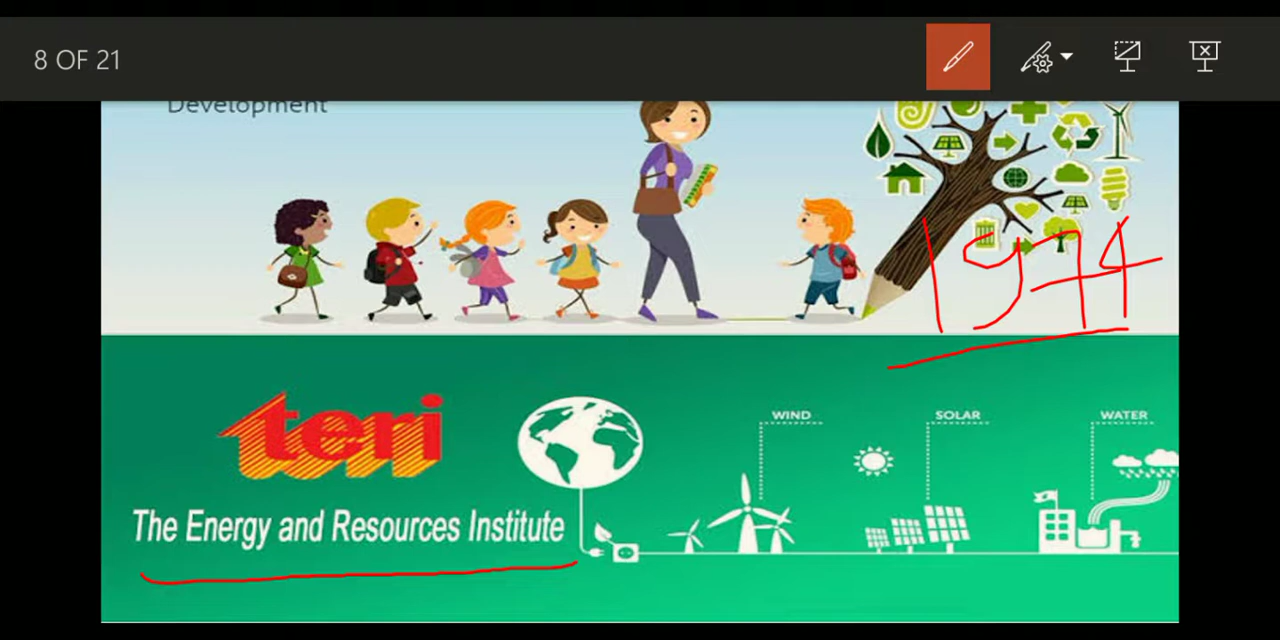 8 OF 21
Development
1974
teri
The Energy and Resources Institute
WIND
SOLAR
WATER